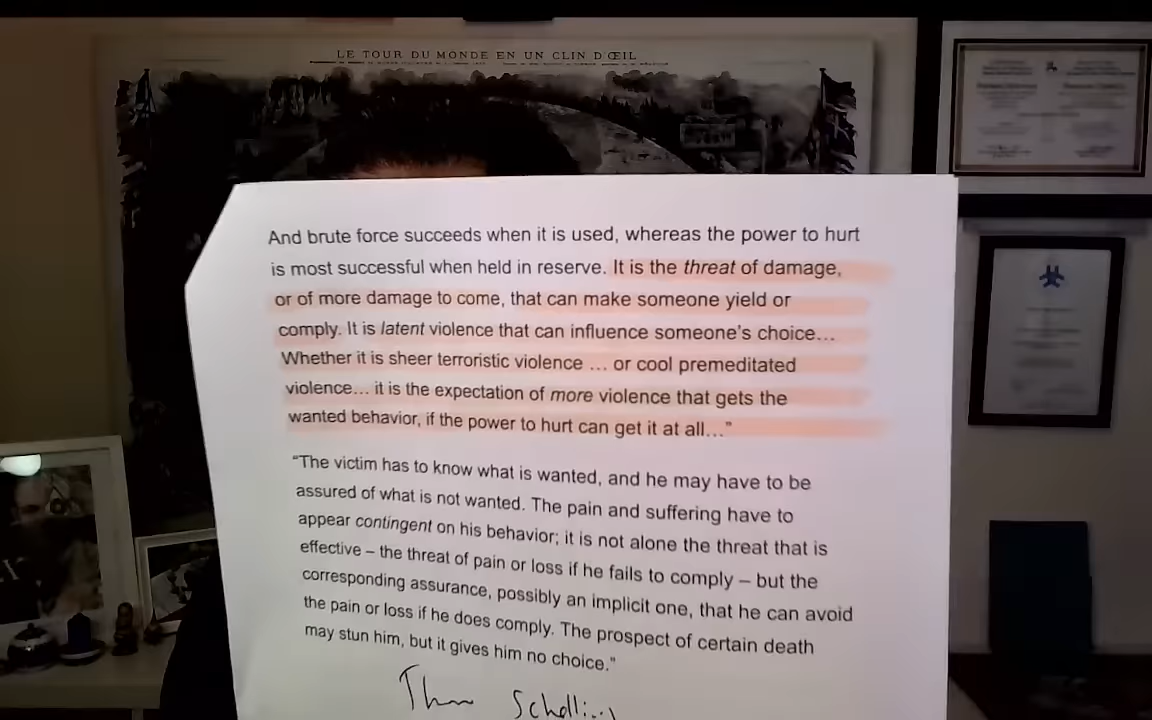 LE TOUR DU MONDE EN UN CLIN D'ŒIL
And brute force succeeds when it is used, whereas the power to hurt
is most successful when held in reserve. It is the threat of damage,
or of more damage to come, that can make someone yield or
comply. It is latent violence that can influence someone's choice…
Whether it is sheer terroristic violence … or cool premeditated
violence… it is the expectation of more violence that gets the
wanted behavior, if the power to hurt can get it at all…”
“The victim has to know what is wanted, and he may have to be
assured of what is not wanted. The pain and suffering have to
appear contingent on his behavior; it is not alone the threat that is
effective – the threat of pain or loss if he fails to comply – but the
corresponding assurance, possibly an implicit one, that he can avoid
the pain or loss if he does comply. The prospect of certain death
may stun him, but it gives him no choice.”